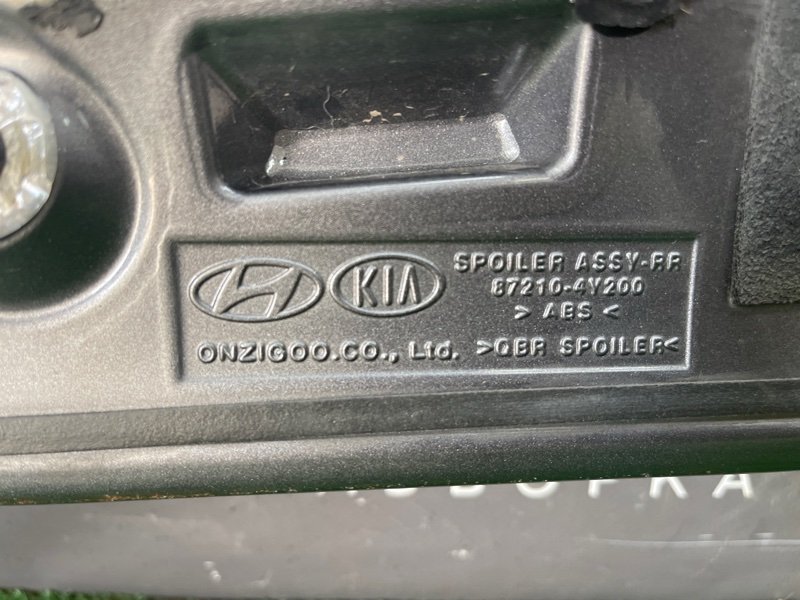 KIA
SPOILER ASSY-RR
87210-4Y200
> ABS <
ONZIGOO.CO., Ltd. >QBR SPOILER<